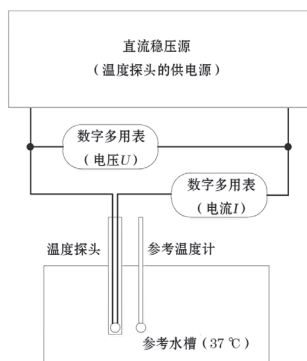 直流稳压源
（温度探头的供电源）
数字多用表
（电压U）
数字多用表
（电流I）
温度探头
参考温度计
参考水槽（37 ℃）